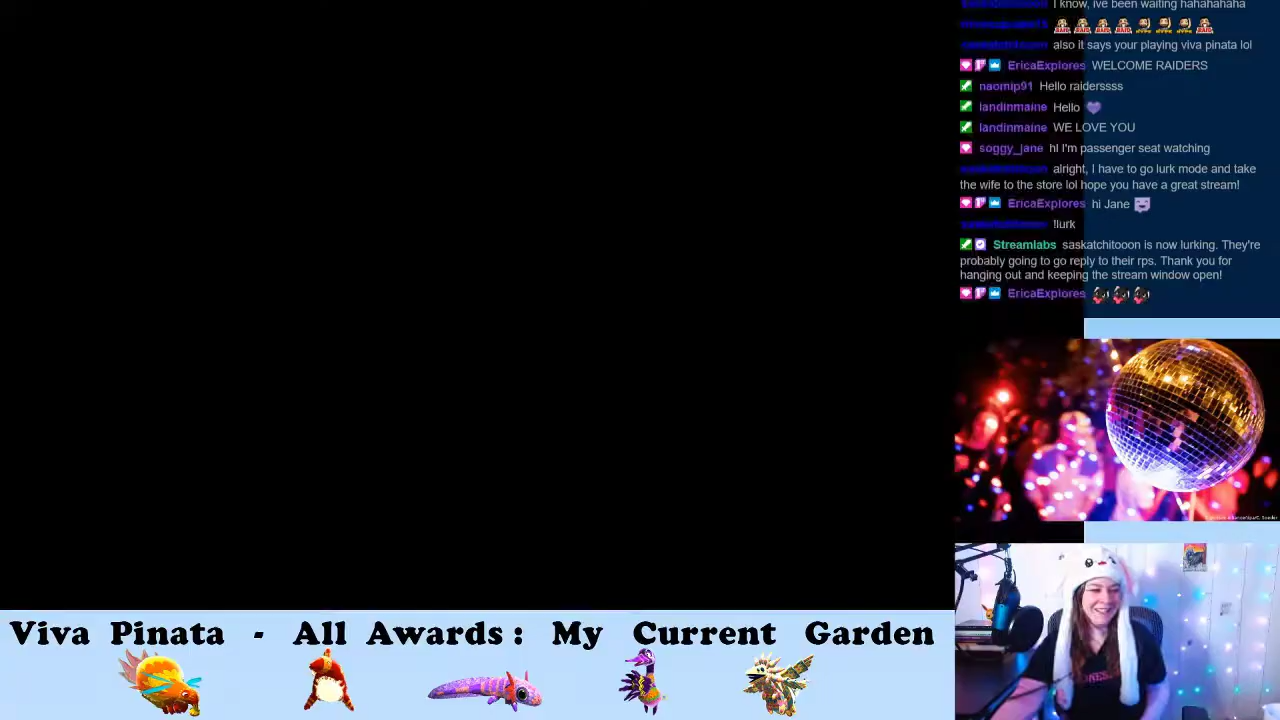 I know, ive been waiting hahahahaha
also it says your playing viva pinata lol
EricaExplores WELCOME RAIDERS
naomip91 Hello raiderssss
landinmaine Hello
landinmaine WE LOVE YOU
soggy_jane hI I'm passenger seat watching
alright, I have to go lurk mode and take
the wife to the store lol hope you have a great stream!
EricaExplores hi Jane
!lurk
Streamlabs saskatchitooon is now lurking. They're
probably going to go reply to their rps. Thank you for
hanging out and keeping the stream window open!
EricaExplores
Viva Pinata - All Awards: My Current Garden